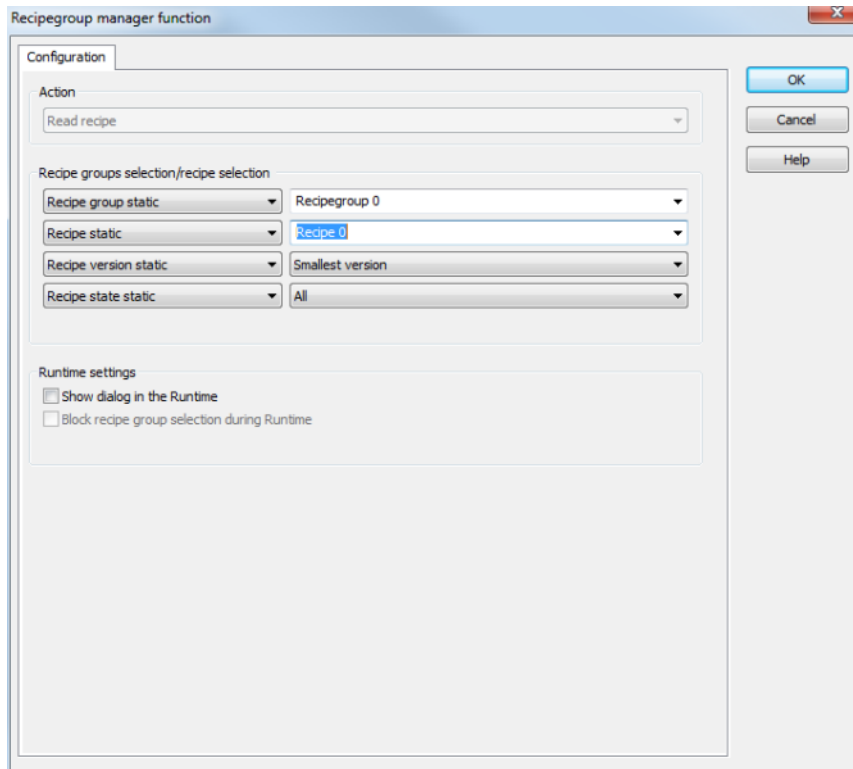 Recipegroup manager function
Configuration
OK
Action
Read recipe
Cancel
Help
Recipe groups selection/recipe selection
Recipe group static Recipegroup 0
Recipe static Recipe 0
Recipe version static Smallest version
Recipe state static All
Runtime settings
Show dialog in the Runtime
Block recipe group selection during Runtime